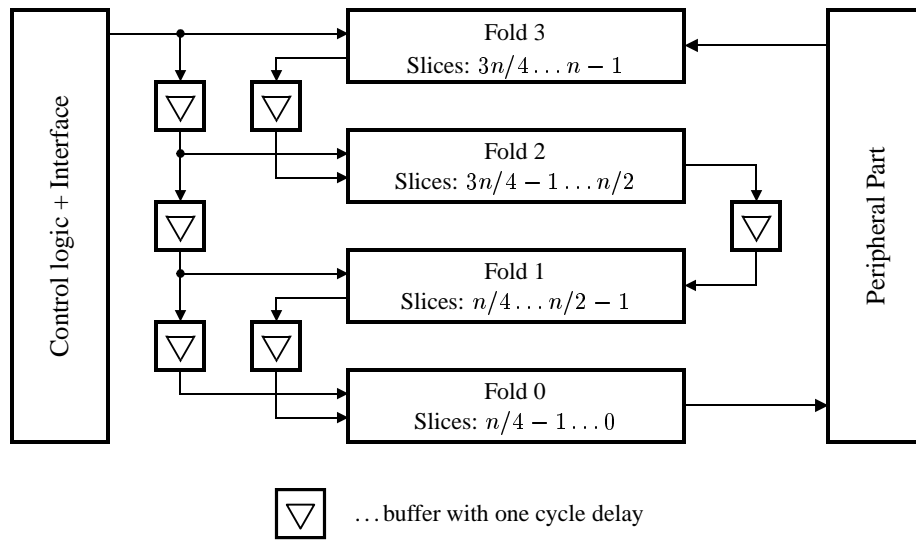 Control logic + Interface
Fold 3
Slices: 3n/4 … n − 1
Fold 2
Slices: 3n/4 − 1 … n/2
Fold 1
Slices: n/4 … n/2 − 1
Fold 0
Slices: n/4 − 1 … 0
Peripheral Part
… buffer with one cycle delay